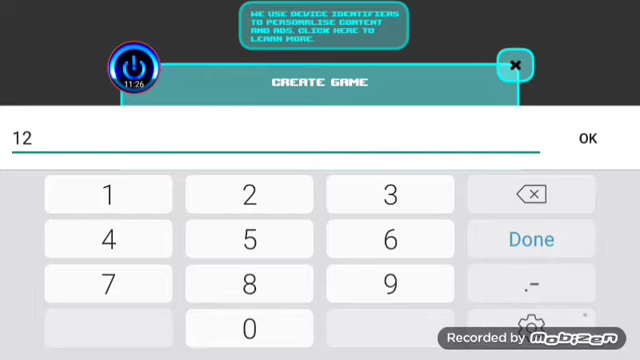 WE USE DEVICE IDENTIFIERS
TO PERSONALISE CONTENT
AND ADS. CLICK HERE TO
LEARN MORE.
11:26
CREATE GAME
12
OK
1
2
3
4
5
6
Done
7
8
9
.-
0
Recorded by mobizen